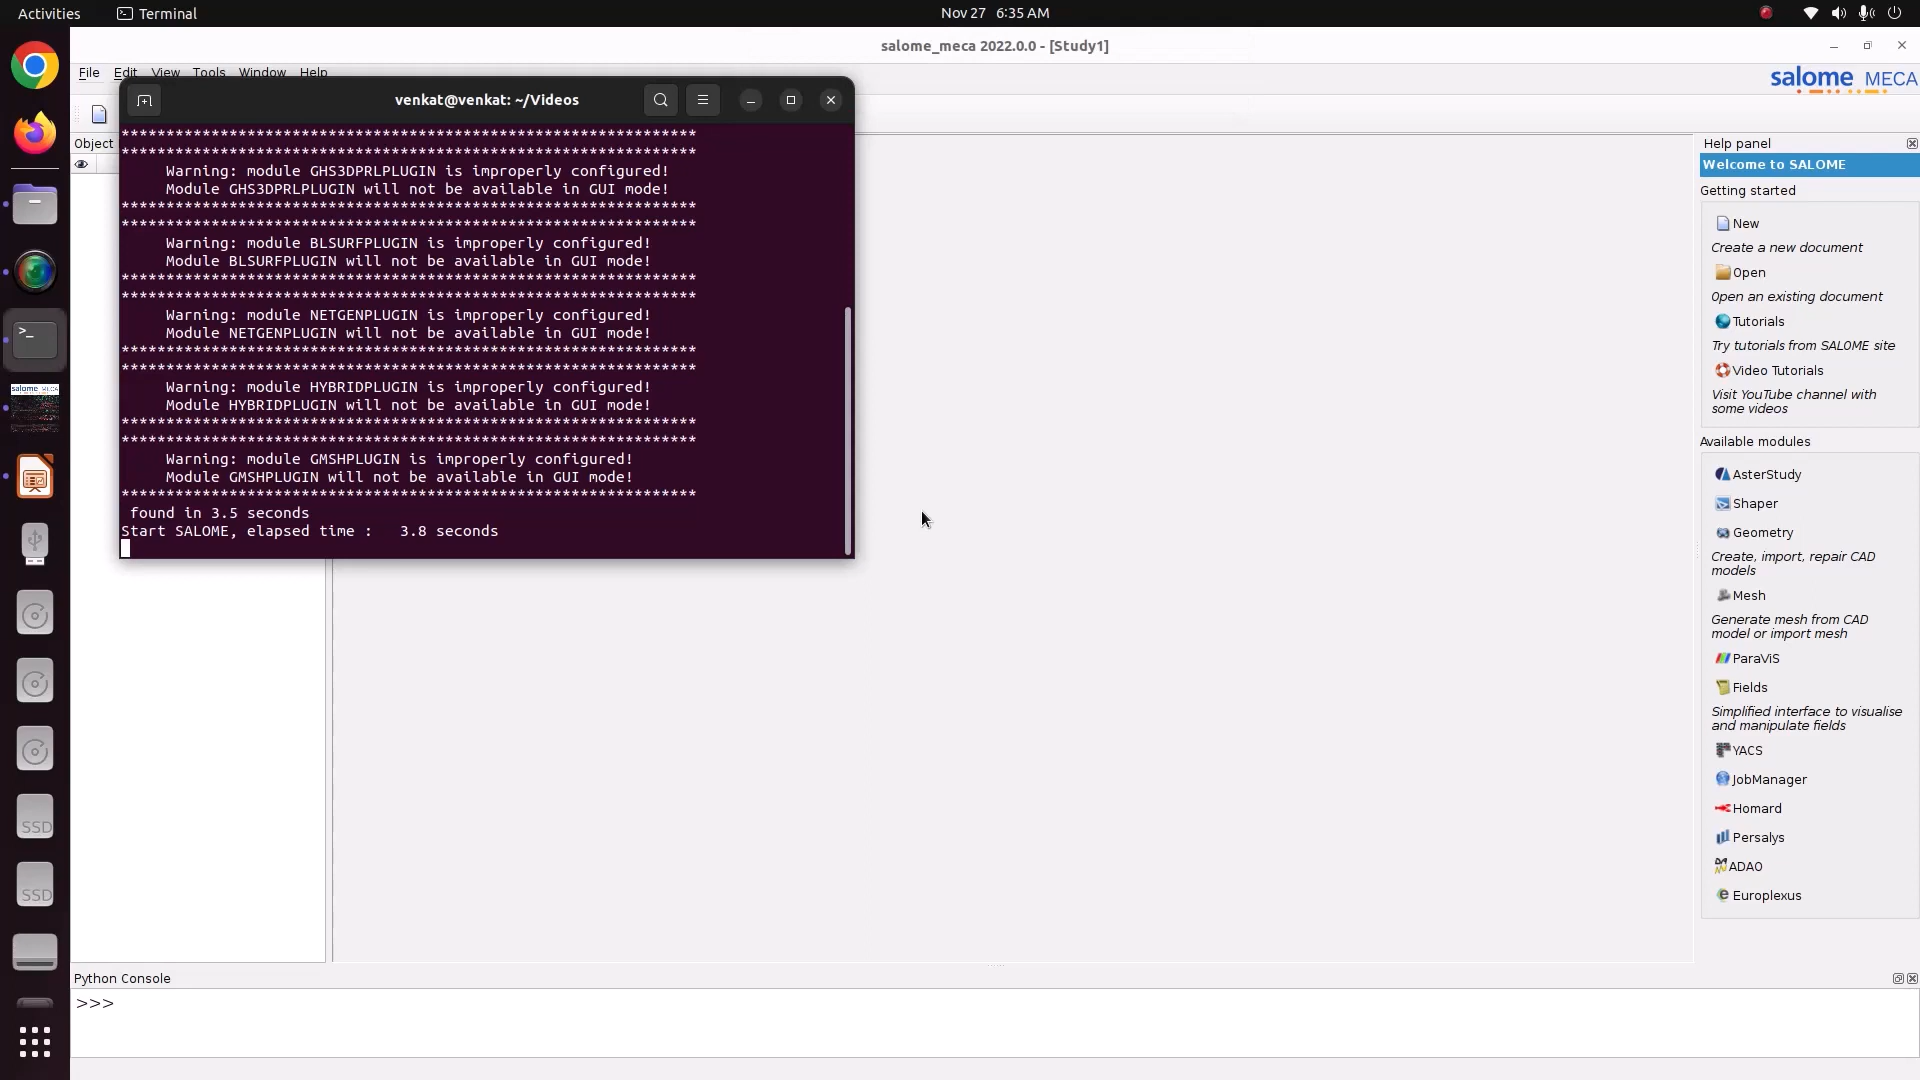 Activities
Terminal
Nov 27 6:35 AM
salome_meca 2022.0.0 - [Study1]
File Edit View Tools Window Help
salome MECA
venkat@venkat: ~/Videos
Object
****************************************************************
****************************************************************
Warning: module GHS3DPRLPLUGIN is improperly configured!
Module GHS3DPRLPLUGIN will not be available in GUI mode!
****************************************************************
****************************************************************
Warning: module BLSURFPLUGIN is improperly configured!
Module BLSURFPLUGIN will not be available in GUI mode!
****************************************************************
****************************************************************
Warning: module NETGENPLUGIN is improperly configured!
Module NETGENPLUGIN will not be available in GUI mode!
****************************************************************
****************************************************************
Warning: module HYBRIDPLUGIN is improperly configured!
Module HYBRIDPLUGIN will not be available in GUI mode!
****************************************************************
****************************************************************
Warning: module GMSHPLUGIN is improperly configured!
Module GMSHPLUGIN will not be available in GUI mode!
****************************************************************
found in 3.5 seconds
Start SALOME, elapsed time :   3.8 seconds
Help panel
Welcome to SALOME
Getting started
New
Create a new document
Open
Open an existing document
Tutorials
Try tutorials from SALOME site
Video Tutorials
Visit YouTube channel with
some videos
Available modules
AsterStudy
Shaper
Geometry
Create, import, repair CAD
models
Mesh
Generate mesh from CAD
model or import mesh
ParaViS
Fields
Simplified interface to visualise
and manipulate fields
YACS
JobManager
Homard
Persalys
ADAO
Europlexus
Python Console
>>>
salome MECA
SSD
SSD